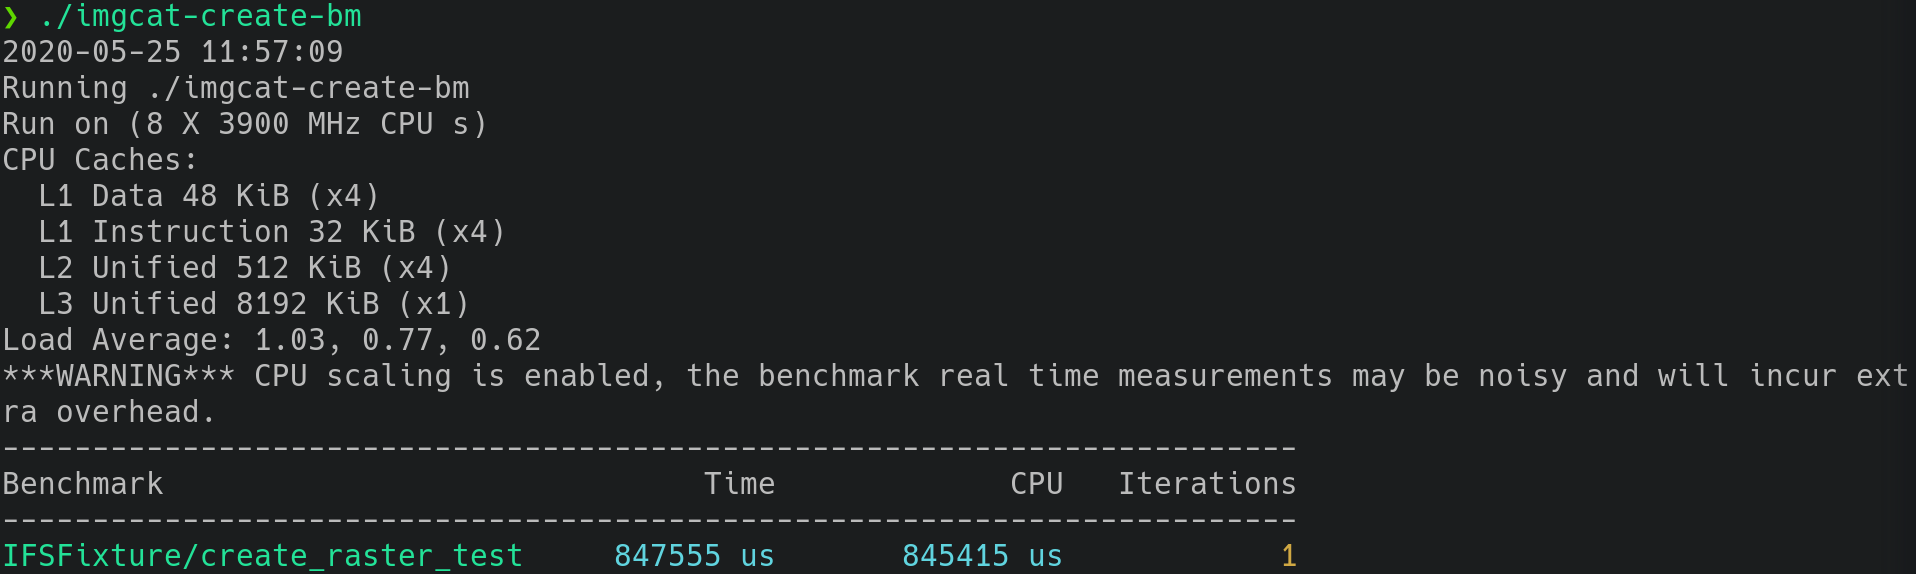 ❯ ./imgcat-create-bm
2020-05-25 11:57:09
Running ./imgcat-create-bm
Run on (8 X 3900 MHz CPU s)
CPU Caches:
  L1 Data 48 KiB (x4)
  L1 Instruction 32 KiB (x4)
  L2 Unified 512 KiB (x4)
  L3 Unified 8192 KiB (x1)
Load Average: 1.03, 0.77, 0.62
***WARNING*** CPU scaling is enabled, the benchmark real time measurements may be noisy and will incur ext
ra overhead.
------------------------------------------------------------------------
Benchmark                              Time             CPU   Iterations
------------------------------------------------------------------------
IFSFixture/create_raster_test     847555 us       845415 us            1